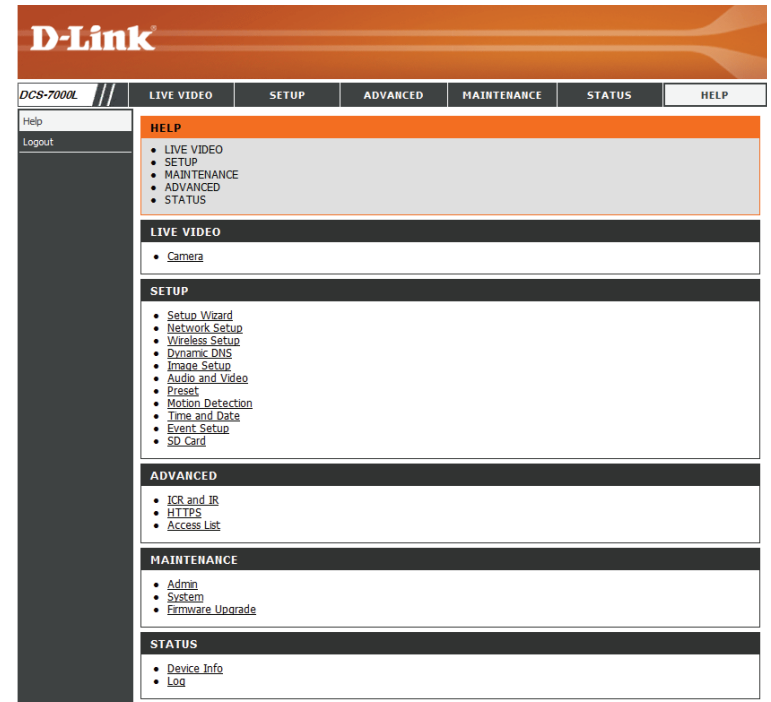 D-Link
DCS-7000L // LIVE VIDEO SETUP ADVANCED MAINTENANCE STATUS HELP
Help
Logout
HELP
• LIVE VIDEO
• SETUP
• MAINTENANCE
• ADVANCED
• STATUS
LIVE VIDEO
• Camera
SETUP
• Setup Wizard
• Network Setup
• Wireless Setup
• Dynamic DNS
• Image Setup
• Audio and Video
• Preset
• Motion Detection
• Time and Date
• Event Setup
• SD Card
ADVANCED
• ICR and IR
• HTTPS
• Access List
MAINTENANCE
• Admin
• System
• Firmware Upgrade
STATUS
• Device Info
• Log